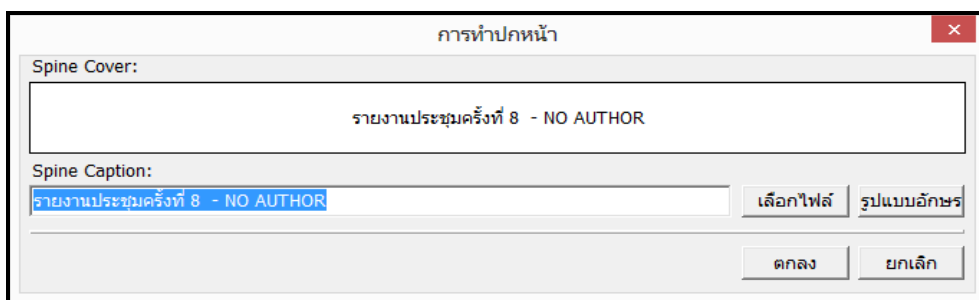 การทำปกหน้า
Spine Cover:
รายงานประชุมครั้งที่ 8 - NO AUTHOR
Spine Caption:
รายงานประชุมครั้งที่ 8 - NO AUTHOR
เลือกไฟล์ รูปแบบอักษร
ตกลง ยกเลิก